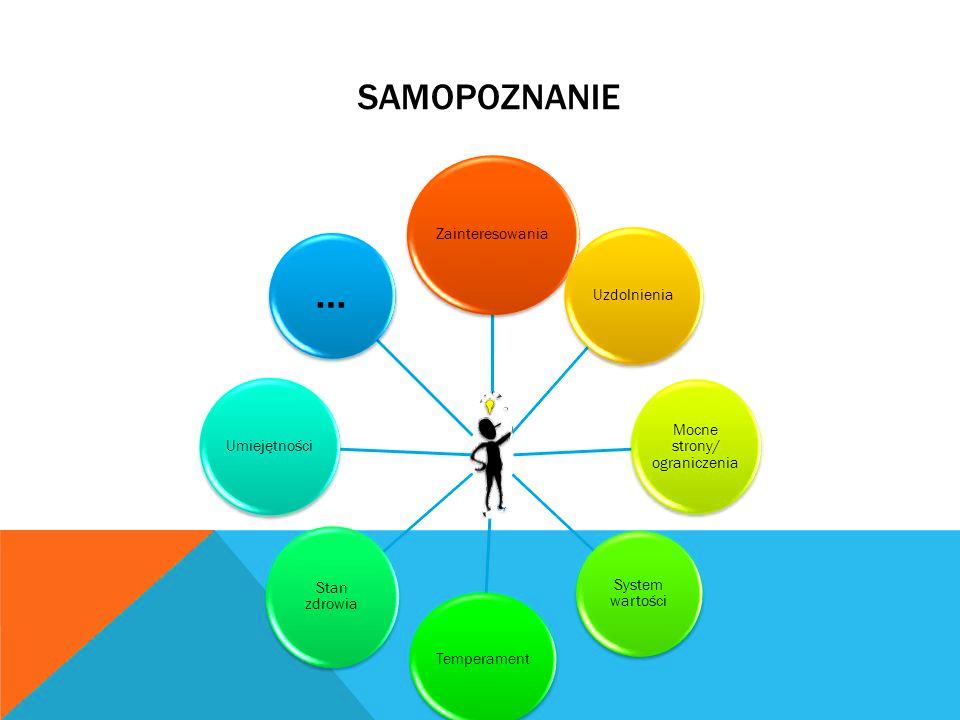 SAMOPOZNANIE
Zainteresowania
Uzdolnienia
Mocne
strony/
ograniczenia
System
wartości
Temperament
Stan
zdrowia
Umiejętności
...